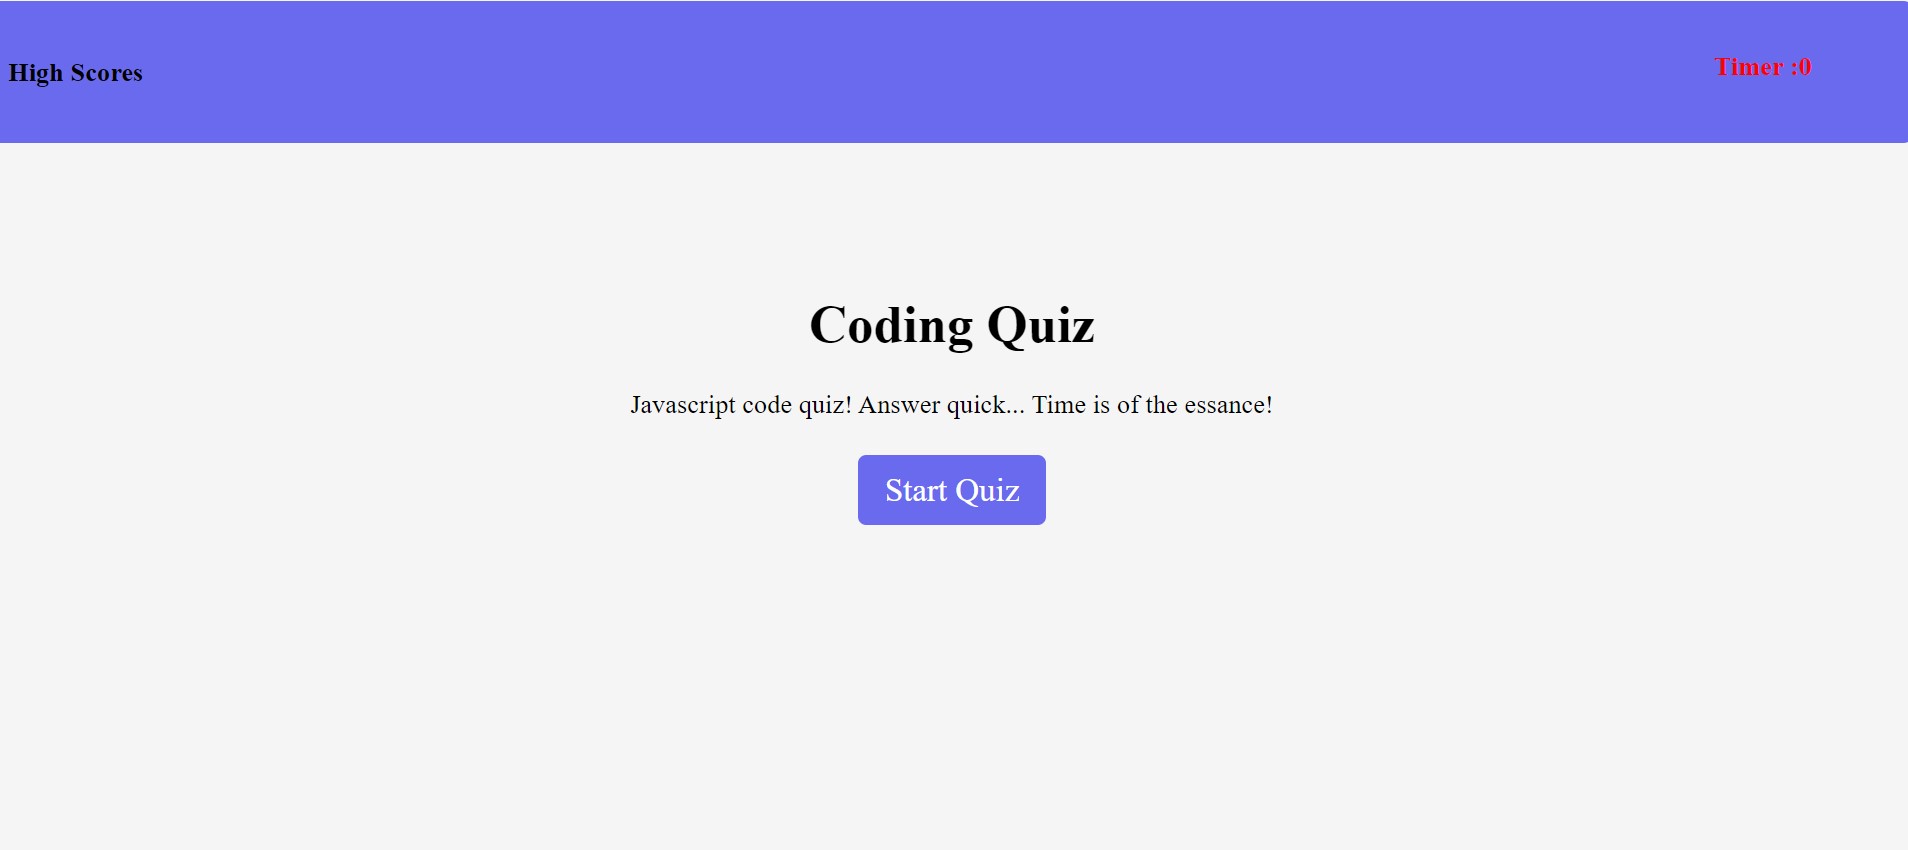 High Scores
Timer :0
Coding Quiz
Javascript code quiz! Answer quick... Time is of the essance!
Start Quiz